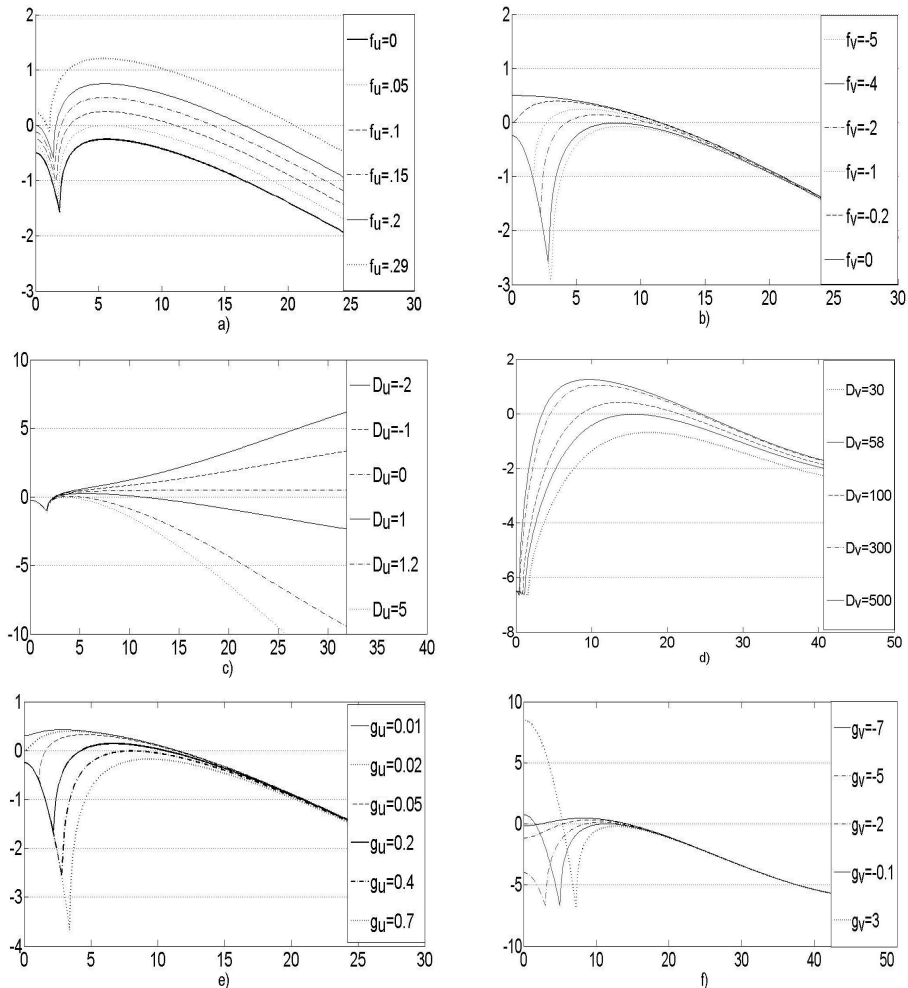 2
1
0
-1
-2
-3
0 5 10 15 20 25 30
fu=0
fu=.05
fu=.1
fu=.15
fu=.2
fu=.29
a)
2
1
0
-1
-2
-3
0 5 10 15 20 25 30
fv=-5
fv=-4
fv=-2
fv=-1
fv=-0.2
fv=0
b)
10
5
0
-5
-10
0 5 10 15 20 25 30 35 40
Du=-2
Du=-1
Du=0
Du=1
Du=1.2
Du=5
c)
2
0
-2
-4
-6
-8
0 10 20 30 40 50
Dv=30
Dv=58
Dv=100
Dv=300
Dv=500
d)
1
0
-1
-2
-3
-4
0 5 10 15 20 25 30
gu=0.01
gu=0.02
gu=0.05
gu=0.2
gu=0.4
gu=0.7
e)
10
5
0
-5
-10
0 10 20 30 40 50
gv=-7
gv=-5
gv=-2
gv=-0.1
gv=3
f)